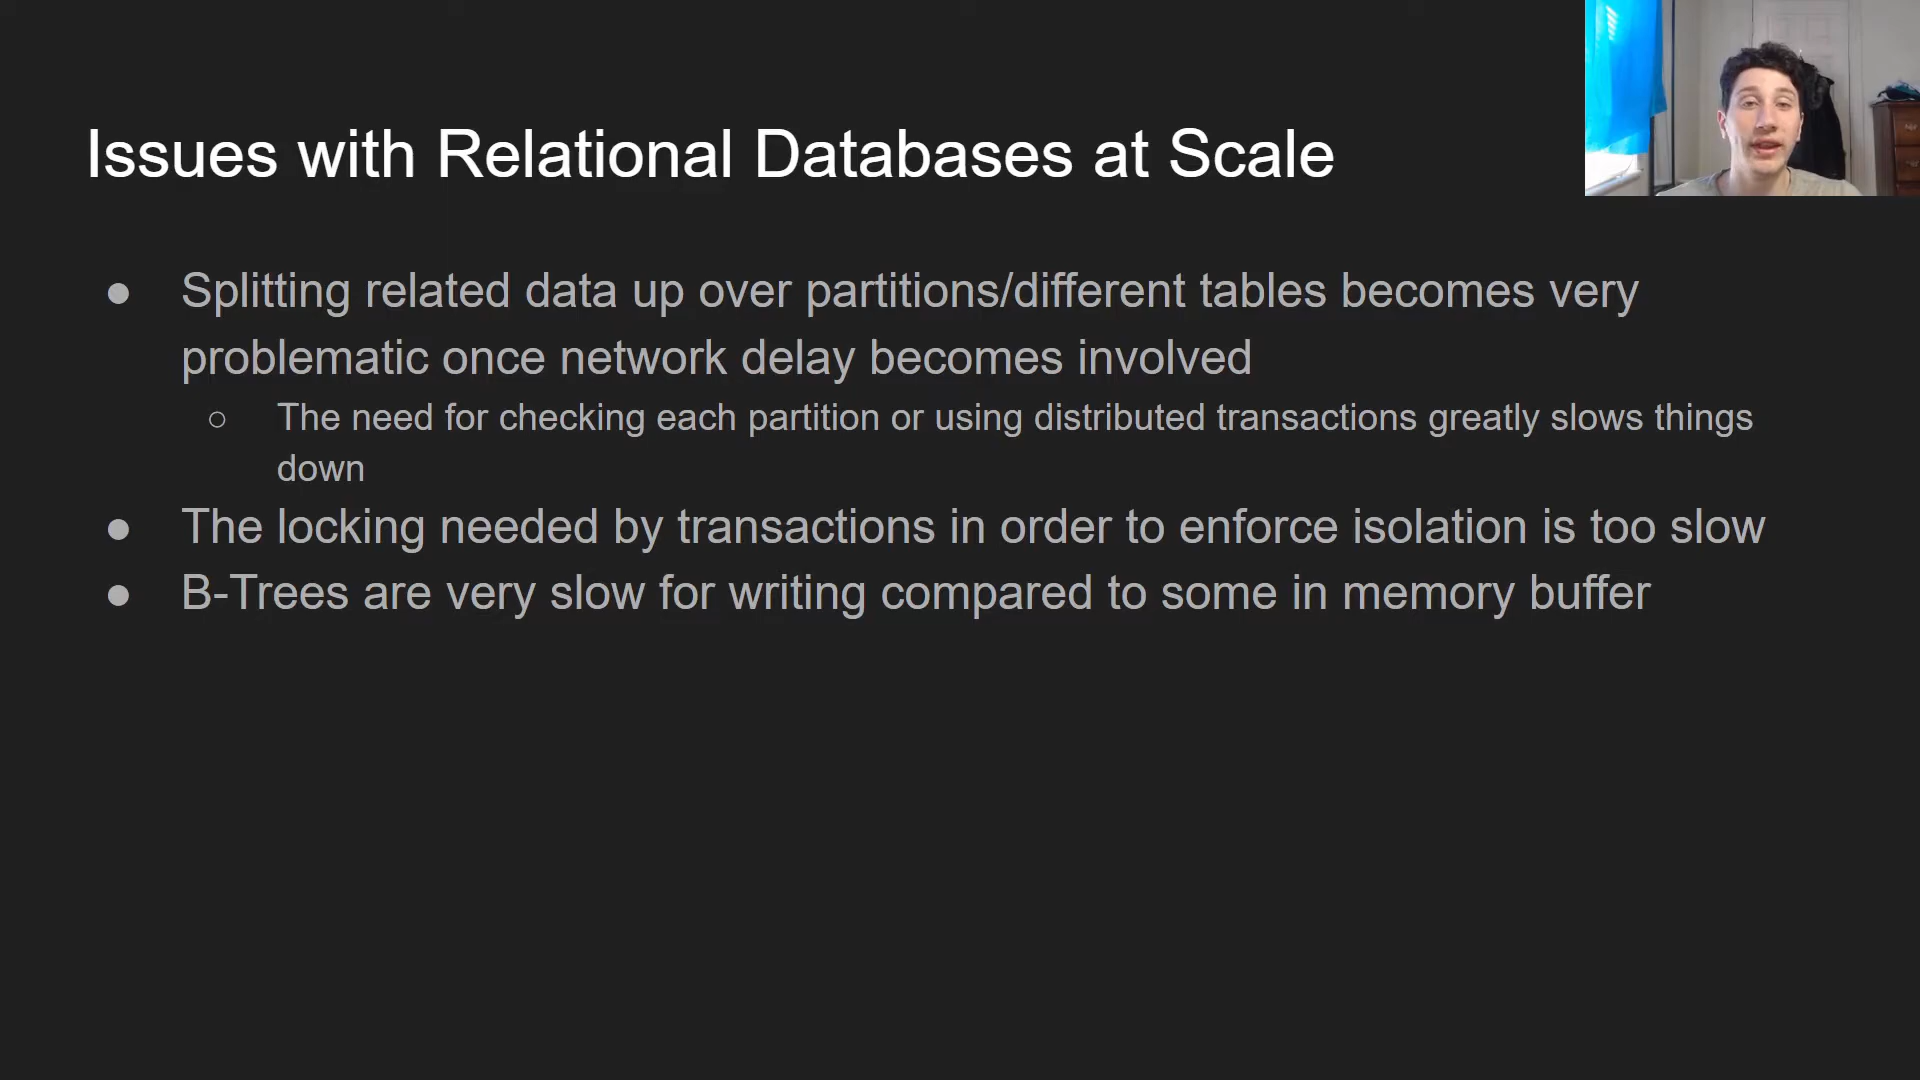 Issues with Relational Databases at Scale
Splitting related data up over partitions/different tables becomes very
problematic once network delay becomes involved
The need for checking each partition or using distributed transactions greatly slows things
down
The locking needed by transactions in order to enforce isolation is too slow
B-Trees are very slow for writing compared to some in memory buffer